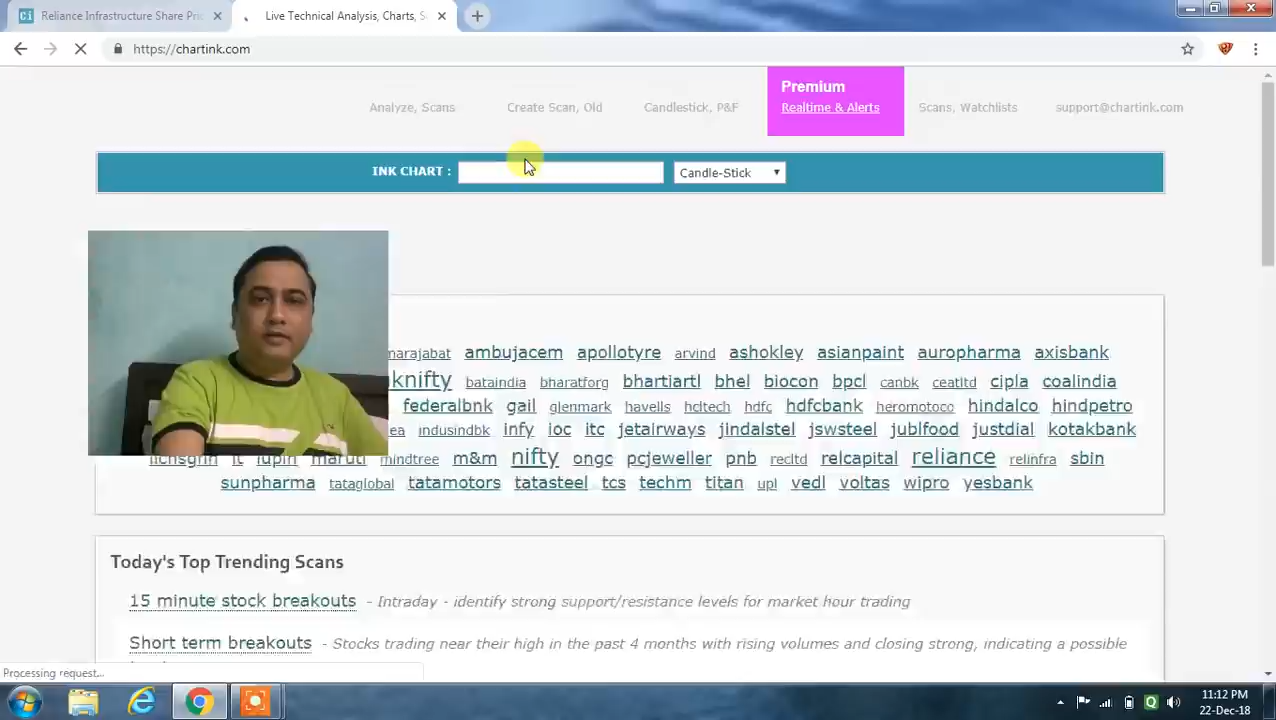 Reliance Infrastructure Share Pric
Live Technical Analysis, Charts, S
https://chartink.com
Analyze, Scans
Create Scan, Old
Candlestick, P&F
Premium
Realtime & Alerts
Scans, Watchlists
support@chartink.com
INK CHART :
Candle-Stick
marajabat ambujacem apollotyre arvind ashokley asianpaint auropharma axisbank
knifty bataindia bharatforg bhartiartl bhel biocon bpcl canbk ceatltd cipla coalindia
federalbnk gail glenmark havells hcltech hdfc hdfcbank heromotoco hindalco hindpetro
ea indusindbk infy ioc itc jetairways jindalstel jswsteel jublfood justdial kotakbank
lichsgfin lt lupin maruti mindtree m&m nifty ongc pcjeweller pnb recltd relcapital reliance relinfra sbin
sunpharma tataglobal tatamotors tatasteel tcs techm titan upl vedl voltas wipro yesbank
Today's Top Trending Scans
15 minute stock breakouts - Intraday - identify strong support/resistance levels for market hour trading
Short term breakouts - Stocks trading near their high in the past 4 months with rising volumes and closing strong, indicating a possible
Processing request...
11:12 PM
22-Dec-18